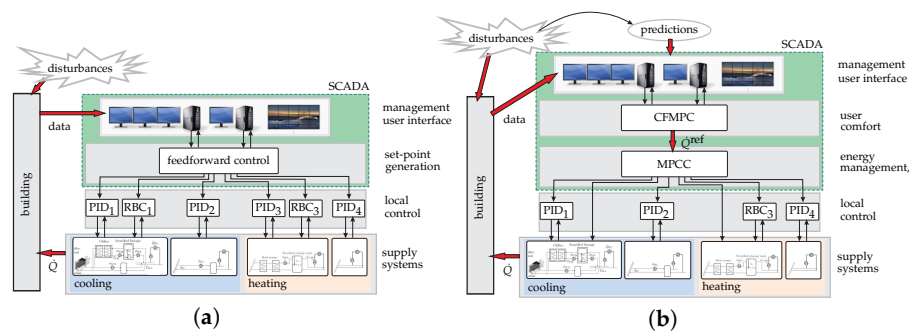 disturbances
SCADA
management
user interface
data
feedforward control
set-point
generation
building
PID1
RBC1
PID2
PID3
RBC3
PID4
local
control
supply
systems
Q̇
cooling
heating
(a)
disturbances
predictions
SCADA
management
user interface
data
CFMPC
user
comfort
Q̇ref
MPCC
energy
management,
building
PID1
PID2
RBC3
PID4
local
control
supply
systems
Q̇
cooling
heating
(b)